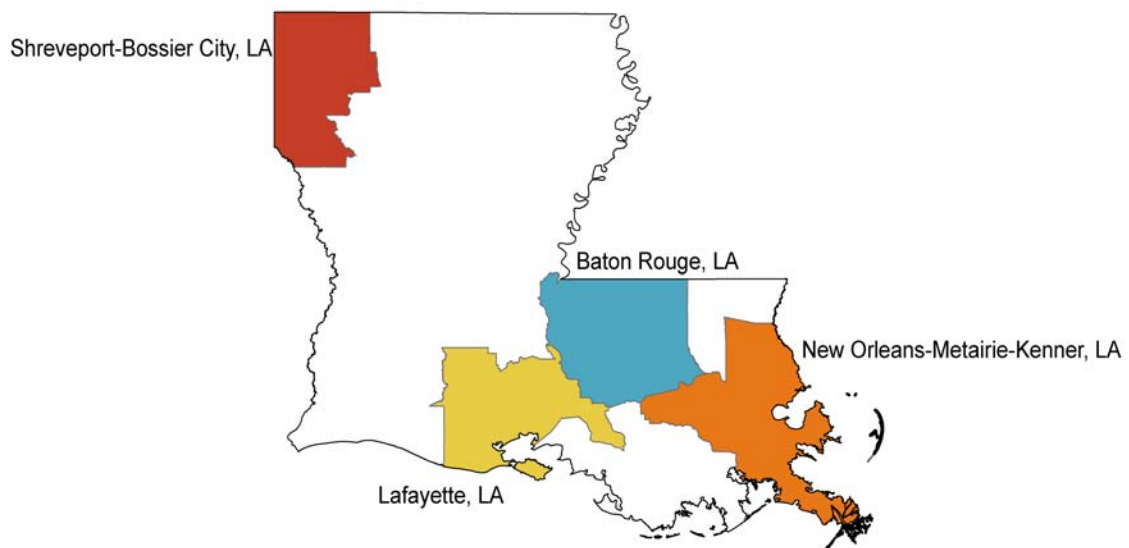 Shreveport-Bossier City, LA
Baton Rouge, LA
New Orleans-Metairie-Kenner, LA
Lafayette, LA